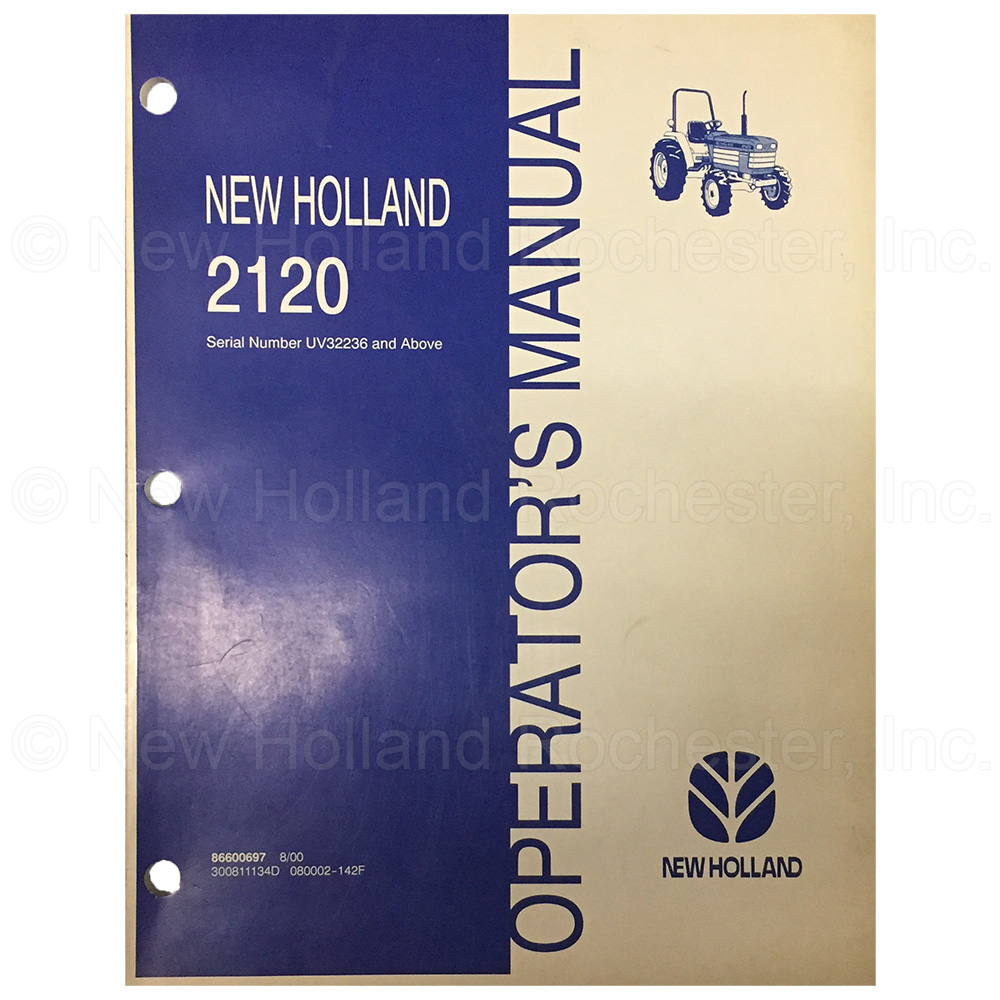 NEW HOLLAND
2120
Serial Number UV32236 and Above
86600697 8/00
300811134D 080002-142F
OPERATOR'S MANUAL
NEW HOLLAND
© New Holland Rochester, Inc.
© New Holland Rochester, Inc.
© New Holland Rochester, Inc.